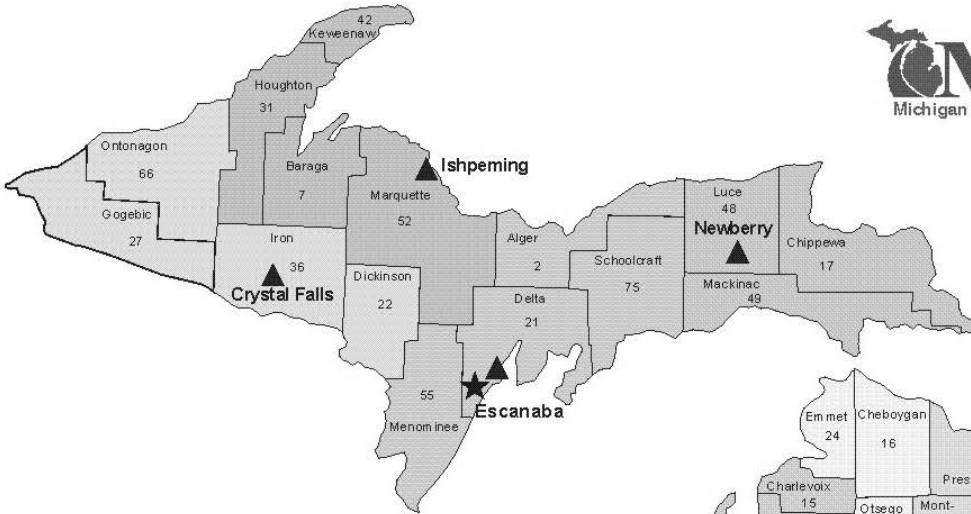 42
Keweenaw
Houghton
31
Michigan
Ontonagon
66
Baraga
7
Ishpeming
Marquette
52
Gogebic
27
Luce
48
Newberry
Iron
36
Crystal Falls
Alger
2
Chippewa
17
Schoolcraft
75
Dickinson
22
Mackinac
49
Delta
21
55
Menominee
Escanaba
Emmet
24
Cheboygan
16
Charlevoix
15
Pres
Otsego
Mont-